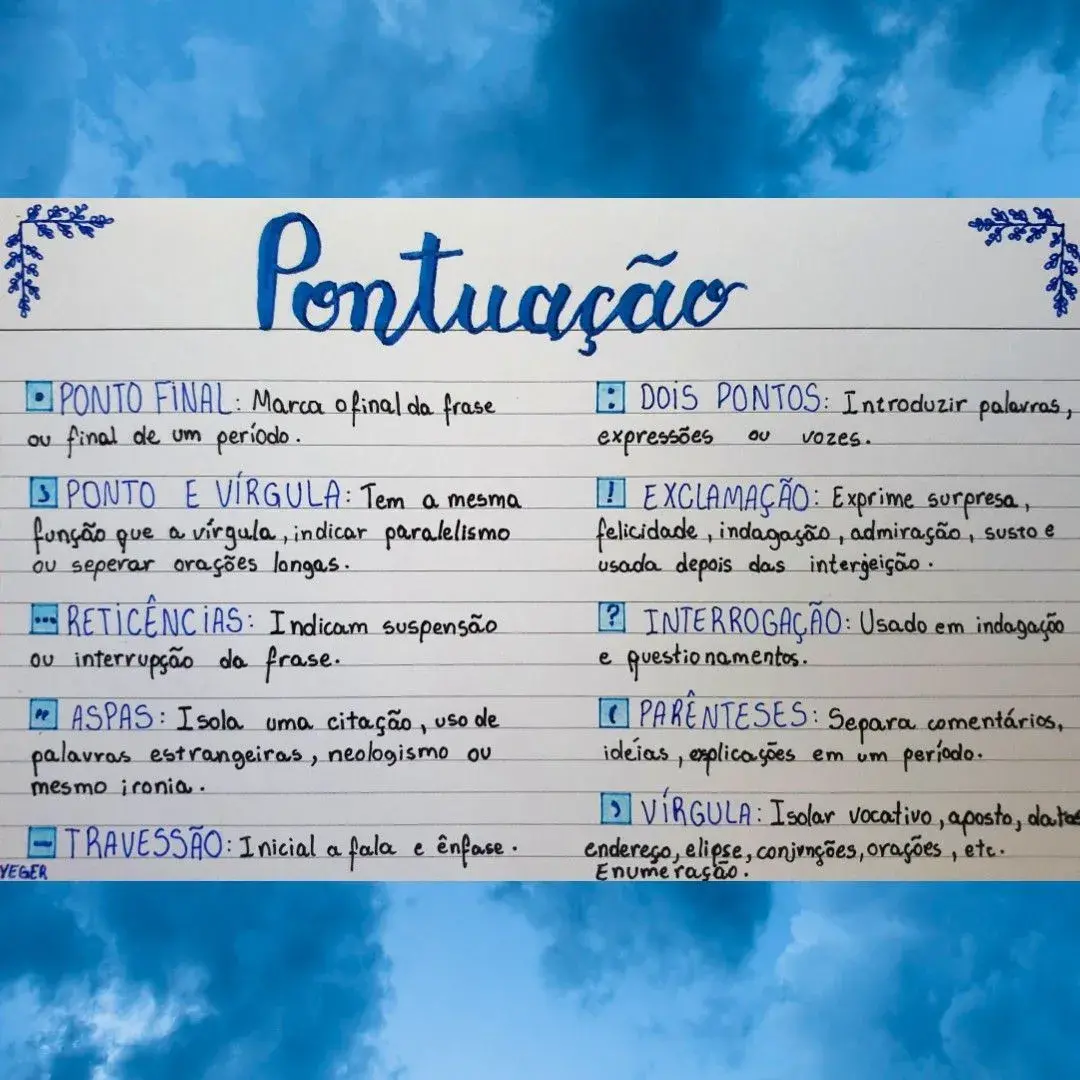 Pontuação
• PONTO FINAL: Marca o final da frase
ou final de um período.
; PONTO E VÍRGULA: Tem a mesma
função que a vírgula, indicar paralelismo
ou seperar orações longas.
... RETICÊNCIAS: Indicam suspensão
ou interrupção da frase.
" ASPAS: Isola uma citação, uso de
palavras estrangeiras, neologismo ou
mesmo ironia.
— TRAVESSÃO: Inicial a fala e ênfase.
YEGER
: DOIS PONTOS: Introduzir palavras,
expressões ou vozes.
! EXCLAMAÇÃO: Exprime surpresa,
felicidade, indagação, admiração, susto e
usada depois das interjeição.
? INTERROGAÇÃO: Usado em indagação
e questionamentos.
( PARÊNTESES: Separa comentários,
ideias, explicações em um período.
, VÍRGULA: Isolar vocativo, aposto, datas
endereço, elipse, conjunções, orações, etc.
Enumeração.